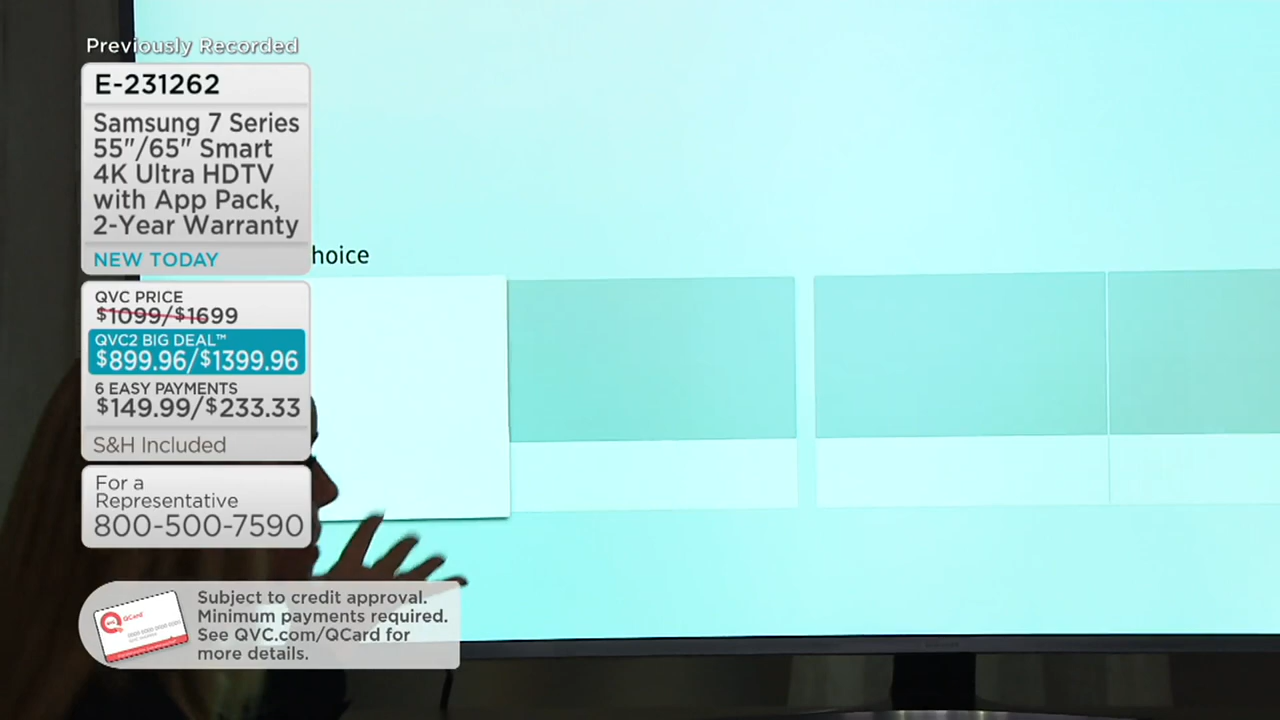 Previously Recorded
E-231262
Samsung 7 Series
55"/65" Smart
4K Ultra HDTV
with App Pack,
2-Year Warranty
NEW TODAY
hoice
QVC PRICE
$1099/$1699
QVC2 BIG DEAL™
$899.96/$1399.96
6 EASY PAYMENTS
$149.99/$233.33
S&H Included
For a
Representative
800-500-7590
QCard
Subject to credit approval.
Minimum payments required.
See QVC.com/QCard for
more details.